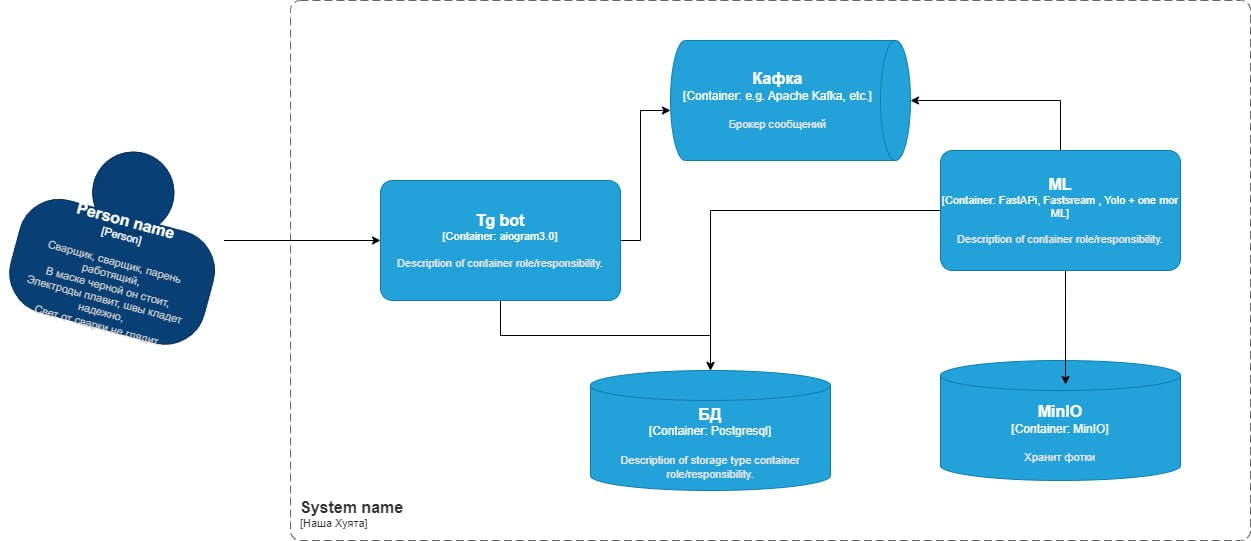 Кафка
[Container: e.g. Apache Kafka, etc.]
Брокер сообщений
Person name
[Person]
Сварщик, сварщик, парень
работящий,
В маске черной он стоит,
Электроды плавит, швы кладет
надежно,
Свет от сварки не глядит
Tg bot
[Container: aiogram3.0]
Description of container role/responsibility.
ML
[Container: FastAPi, Fastsream , Yolo + one mor
ML]
Description of container role/responsibility.
БД
[Container: Postgresql]
Description of storage type container
role/responsibility.
MinIO
[Container: MinIO]
Хранит фотки
System name
[Наша Хуята]